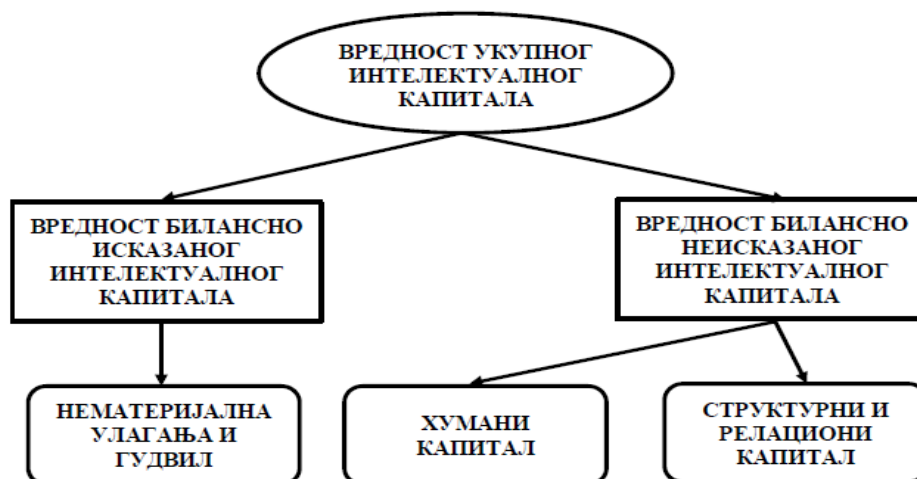 ВРЕДНОСТ УКУПНОГ
ИНТЕЛЕКТУАЛНОГ
КАПИТАЛА
ВРЕДНОСТ БИЛАНСНО
ИСКАЗАНОГ
ИНТЕЛЕКТУАЛНОГ
КАПИТАЛА
ВРЕДНОСТ БИЛАНСНО
НЕИСКАЗАНОГ
ИНТЕЛЕКТУАЛНОГ
КАПИТАЛА
НЕМАТЕРИЈАЛНА
УЛАГАЊА И
ГУДВИЛ
ХУМАНИ
КАПИТАЛ
СТРУКТУРНИ И
РЕЛАЦИОНИ
КАПИТАЛ